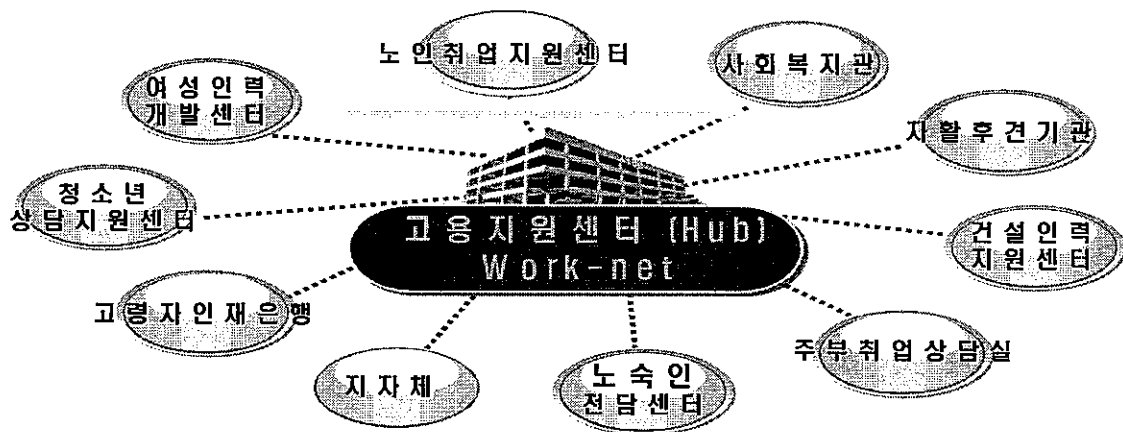 노인취업지원센터
사회복지관
여성인력
개발센터
자활후견기관
청소년
상담지원센터
고용지원센터 (Hub)
Work-net
건설인력
지원센터
고령자인재은행
주부취업상담실
지자체
노숙인
전담센터